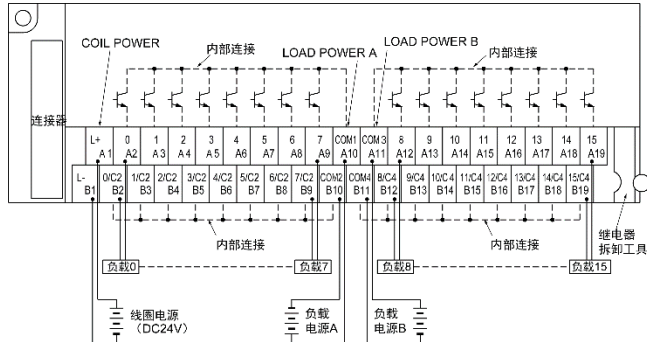 COIL POWER
内部连接
LOAD POWER A
LOAD POWER B
内部连接
连接器
L+ 0 1 2 3 4 5 6 7 COM1 COM3 8 9 10 11 12 13 14 15
A1 A2 A3 A4 A5 A6 A7 A8 A9 A10 A11 A12 A13 A14 A15 A16 A17 A18 A19
L- 0/C2 1/C2 2/C2 3/C2 4/C2 5/C2 6/C2 7/C2 COM2 COM4 8/C4 9/C4 10/C4 11/C4 12/C4 13/C4 14/C4 15/C4
B1 B2 B3 B4 B5 B6 B7 B8 B9 B10 B11 B12 B13 B14 B15 B16 B17 B18 B19
内部连接
内部连接
继电器
拆卸工具
负载0
负载7
负载8
负载15
线圈电源
（DC24V）
负载
电源A
负载
电源B